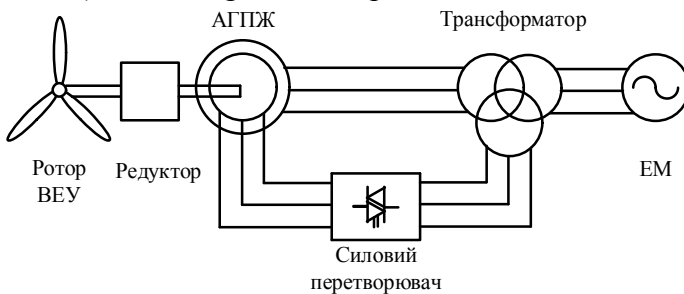 АГПЖ
Трансформатор
Ротор
ВЕУ
Редуктор
ЕМ
Силовий
перетворювач